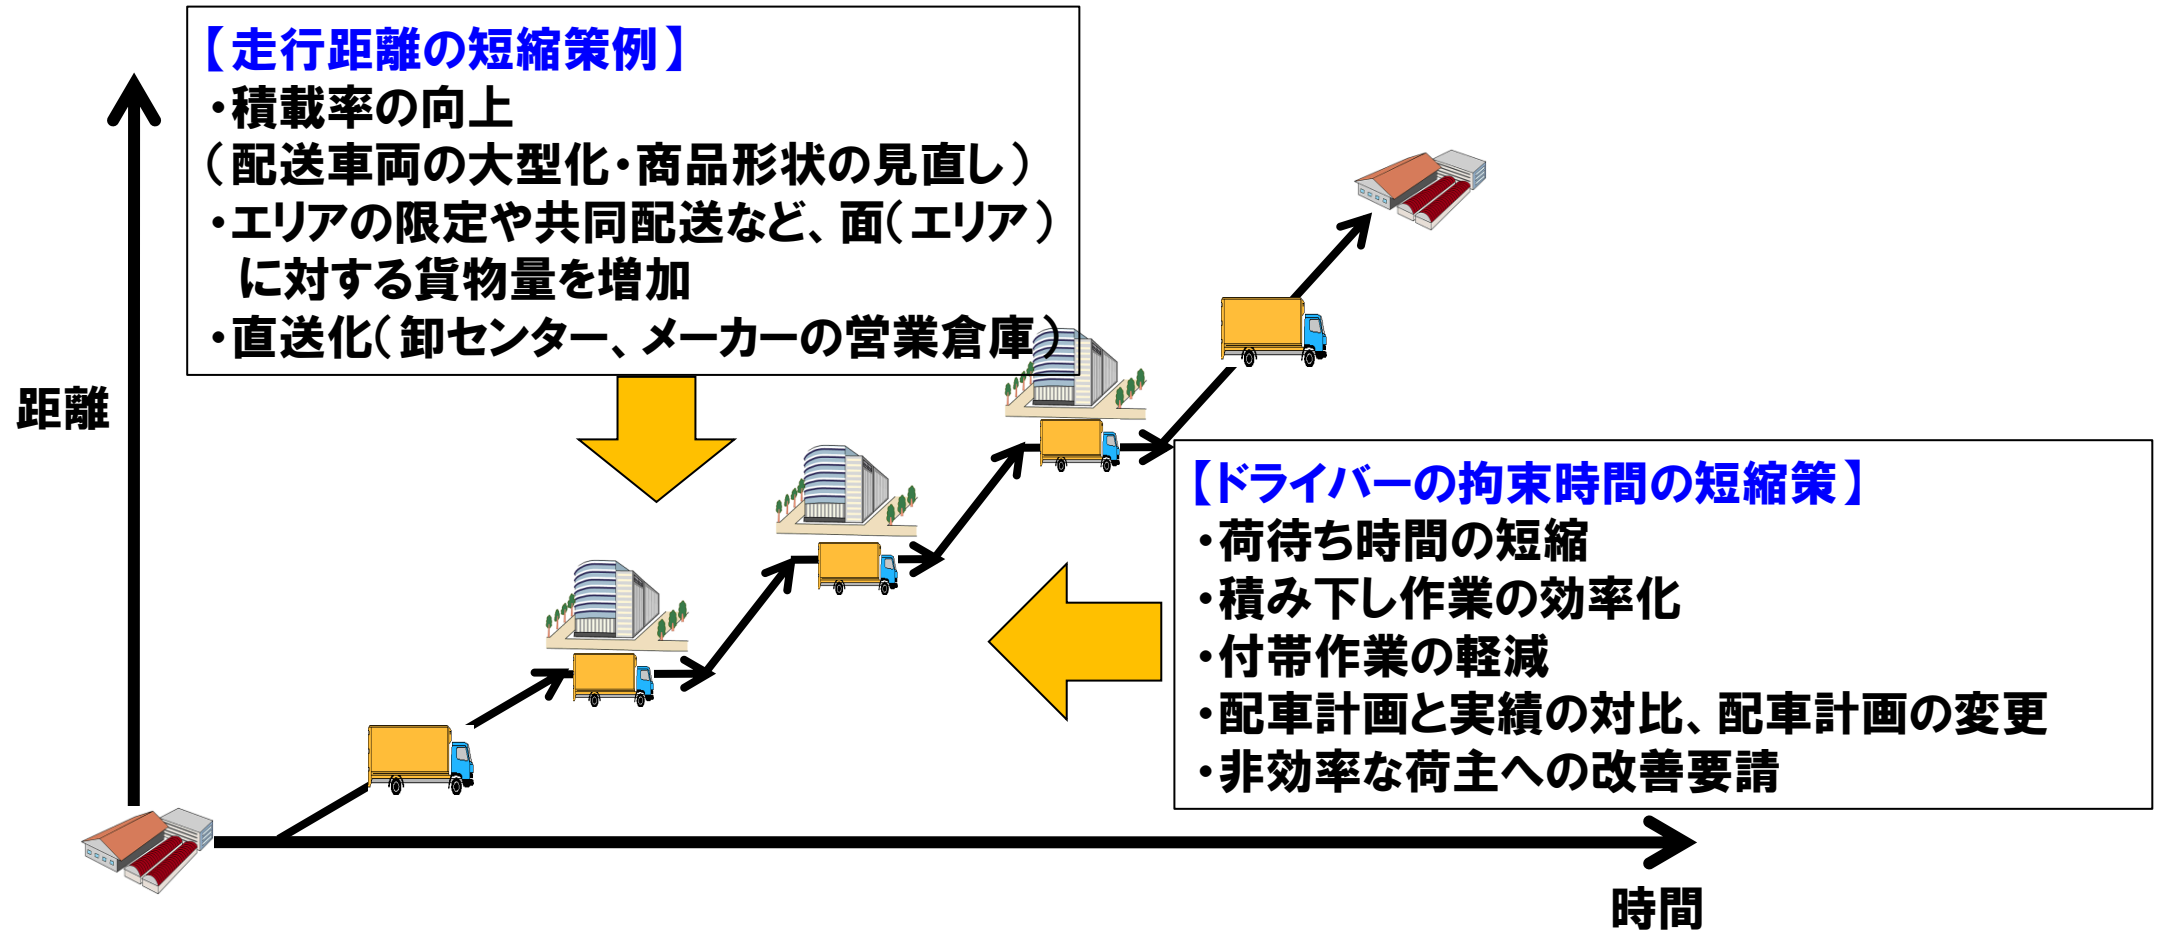 【走行距離の短縮策例】
・積載率の向上
（配送車両の大型化・商品形状の見直し）
・エリアの限定や共同配送など、面（エリア）
に対する貨物量を増加
・直送化（卸センター、メーカーの営業倉庫）
距離
【ドライバーの拘束時間の短縮策】
・荷待ち時間の短縮
・積み下し作業の効率化
・付帯作業の軽減
・配車計画と実績の対比、配車計画の変更
・非効率な荷主への改善要請
時間